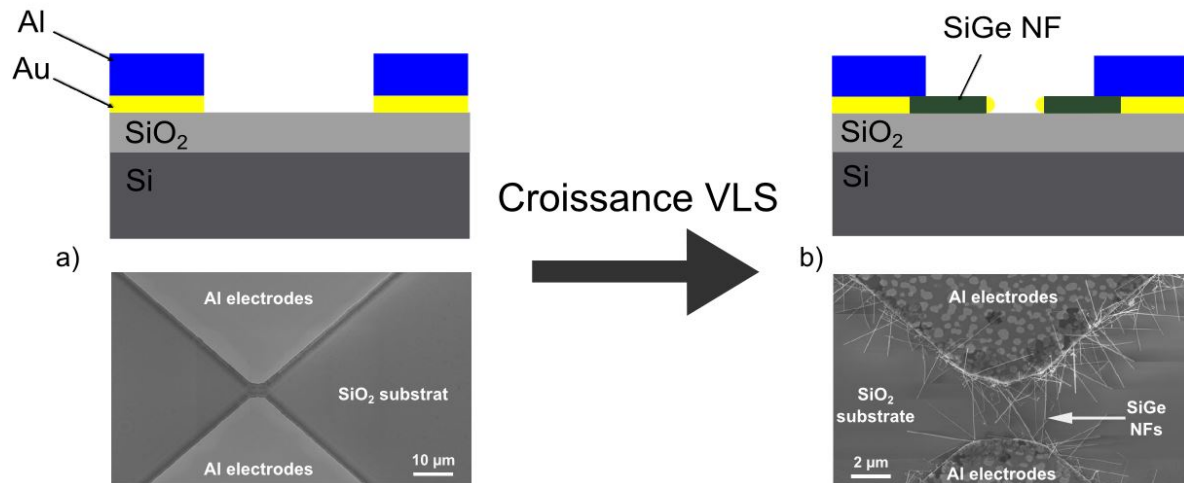 Al
Au
SiO₂
Si
SiGe NF
SiO₂
Si
Croissance VLS
a)
Al electrodes
SiO₂ substrat
Al electrodes
10 µm
b)
Al electrodes
SiO₂
substrate
SiGe
NFs
2 µm
Al electrodes